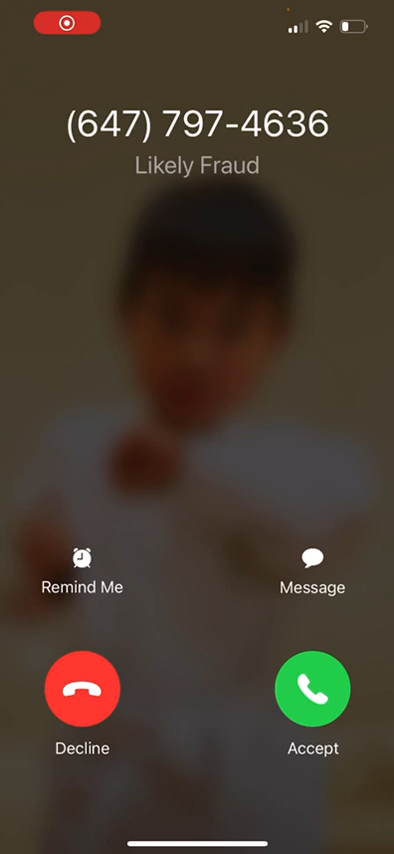 (647) 797-4636
Likely Fraud
Remind Me
Message
Decline
Accept